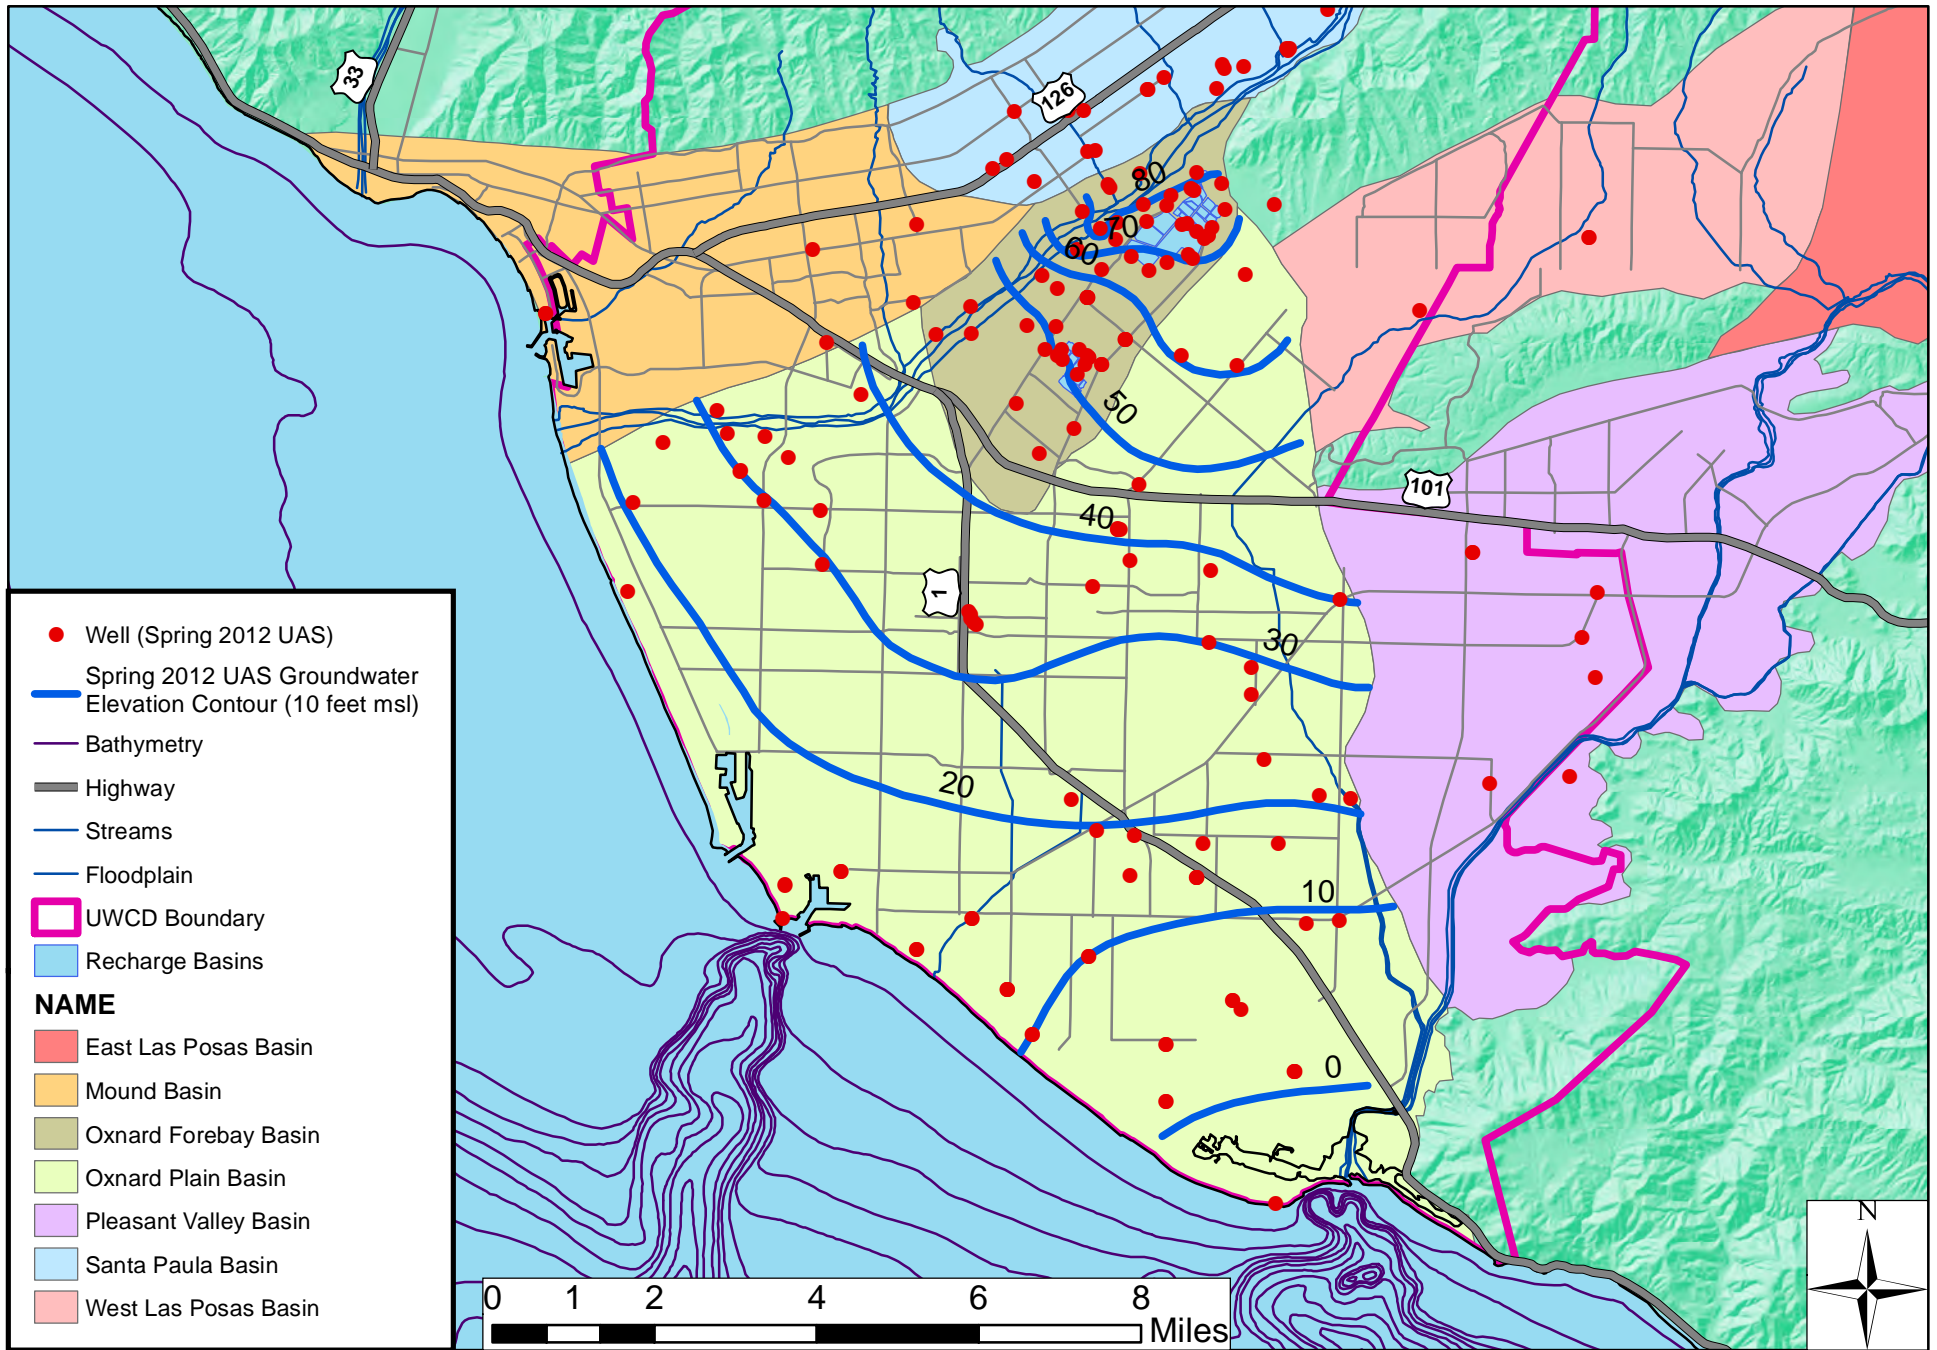 33
126
80
70
60
50
101
40
1
30
20
10
0
Well (Spring 2012 UAS)
Spring 2012 UAS Groundwater
Elevation Contour (10 feet msl)
Bathymetry
Highway
Streams
Floodplain
UWCD Boundary
Recharge Basins
NAME
East Las Posas Basin
Mound Basin
Oxnard Forebay Basin
Oxnard Plain Basin
Pleasant Valley Basin
Santa Paula Basin
West Las Posas Basin
0 1 2 4 6 8
Miles
N